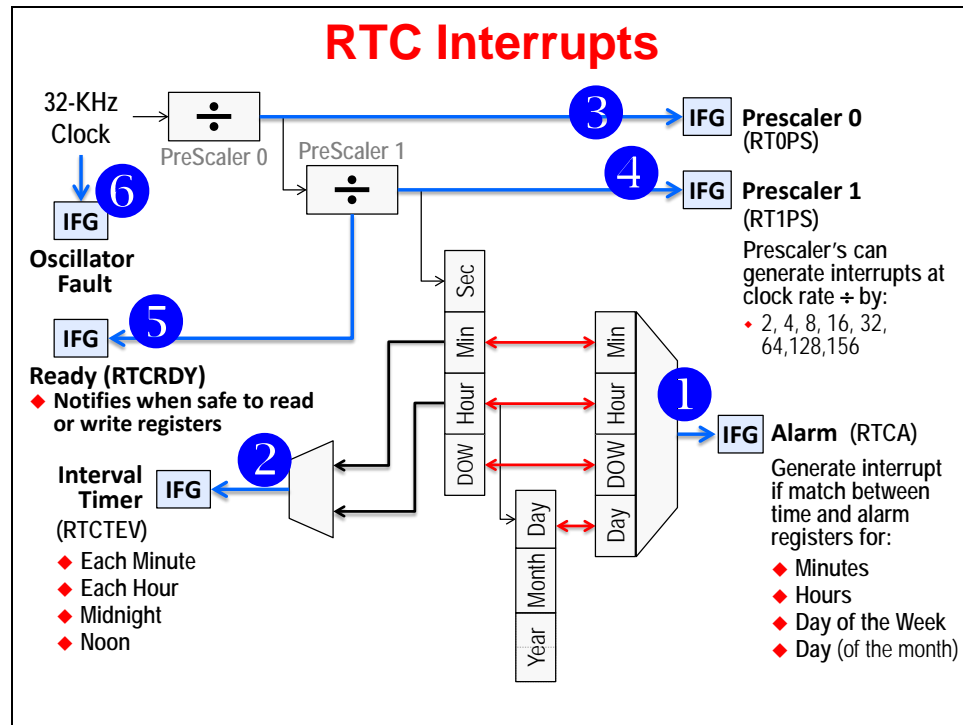 RTC Interrupts
32-KHz
Clock
÷
PreScaler 0
3
IFG
Prescaler 0
(RT0PS)
PreScaler 1
÷
4
IFG
Prescaler 1
(RT1PS)
Prescaler's can
generate interrupts at
clock rate ÷ by:
2, 4, 8, 16, 32,
64,128,156
6
IFG
Oscillator
Fault
5
IFG
Ready (RTCRDY)
Notifies when safe to read
or write registers
Sec
Min
Hour
DOW
Day
Month
Year
Min
Hour
DOW
Day
1
IFG
Alarm (RTCA)
Generate interrupt
if match between
time and alarm
registers for:
Minutes
Hours
Day of the Week
Day (of the month)
2
IFG
Interval
Timer
(RTCTEV)
Each Minute
Each Hour
Midnight
Noon